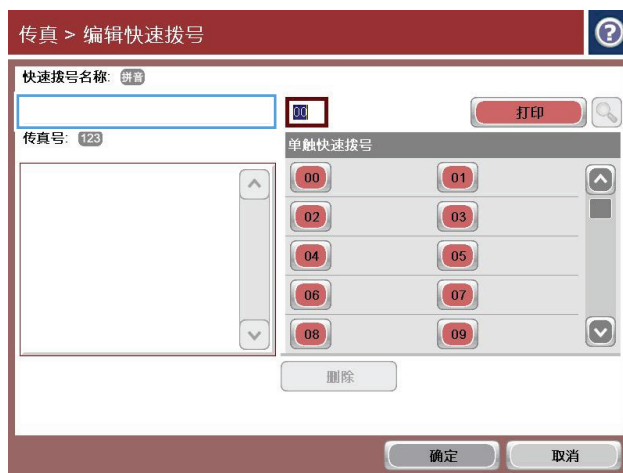 传真 > 编辑快速拨号
?
快速拨号名称: 拼音
00
打印
传真号: 123
单触快速拨号
00 01
02 03
04 05
06 07
08 09
删除
确定 取消